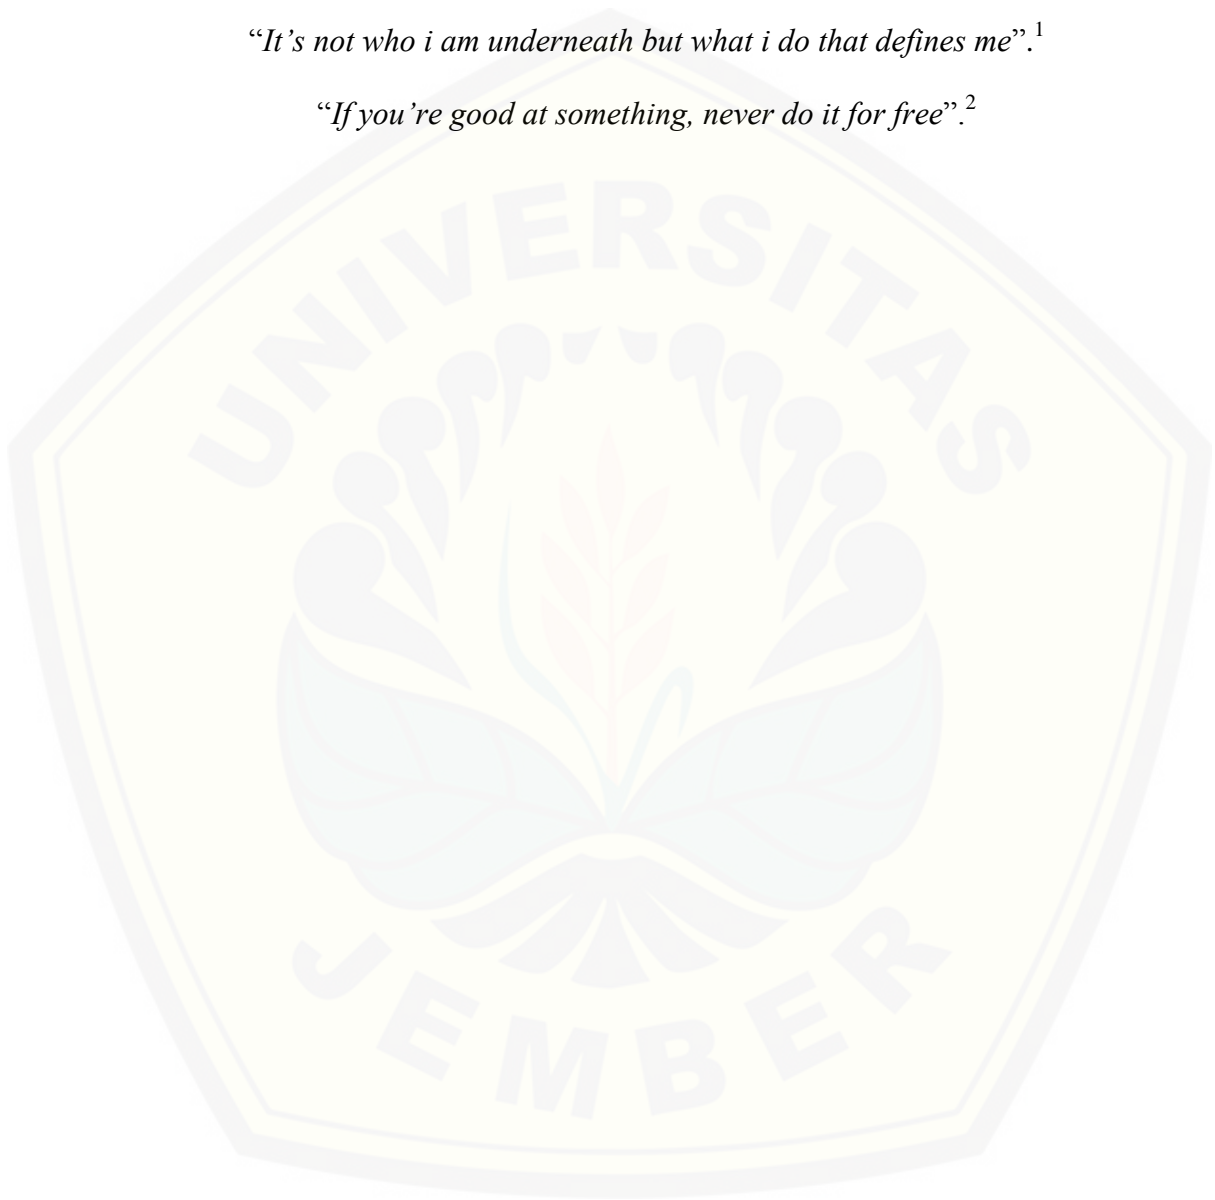 “It’s not who i am underneath but what i do that defines me”.¹
“If you’re good at something, never do it for free”.²
UNIVERSITAS
JEMBER